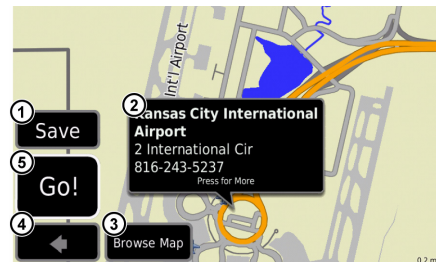 Int'l Airport
1
Save
2
Kansas City International
Airport
2 International Cir
816-243-5237
Press for More
5
Go!
4
3
Browse Map
0.2 m